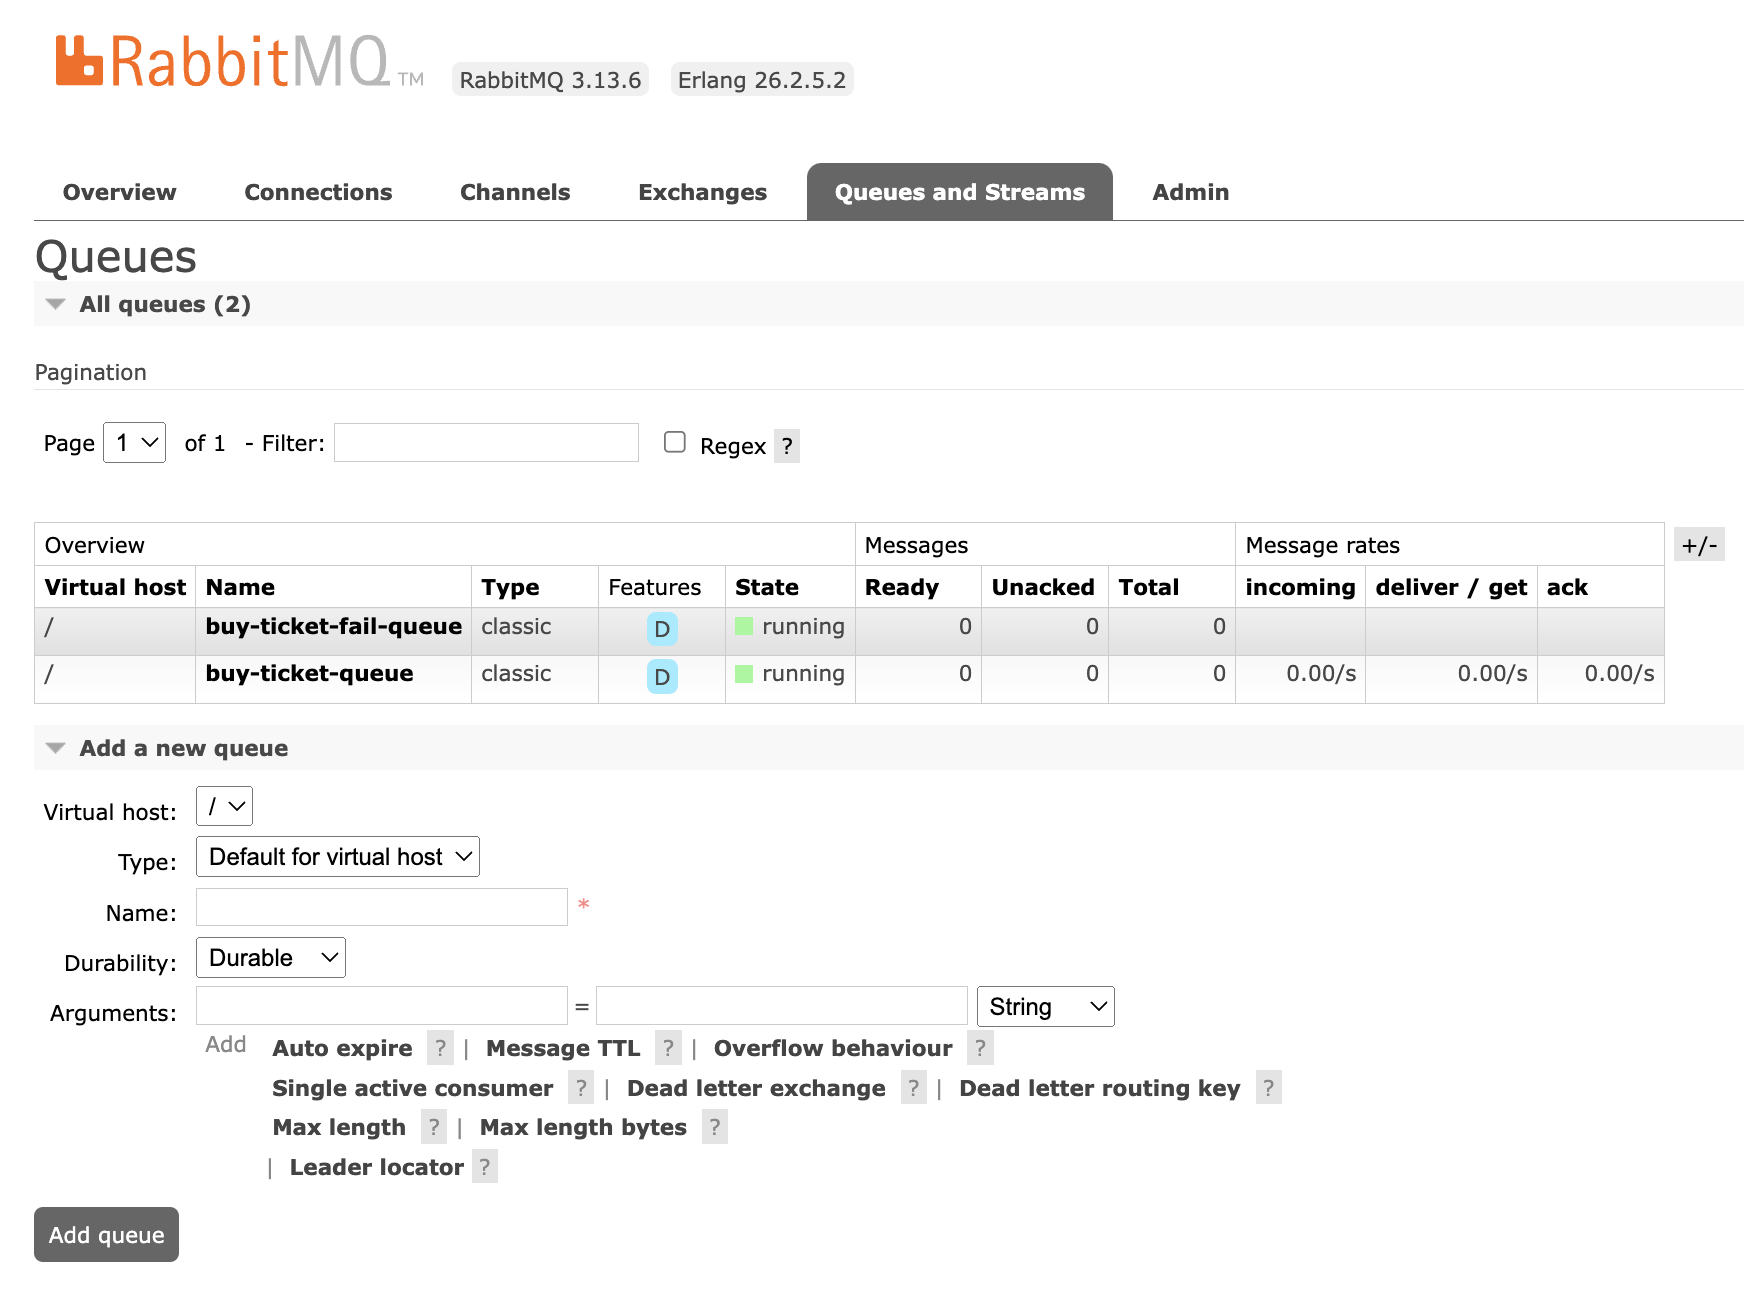 RabbitMQ TM RabbitMQ 3.13.6 Erlang 26.2.5.2
Overview Connections Channels Exchanges Queues and Streams Admin
Queues
All queues (2)
Pagination
Page 1 of 1 - Filter: Regex ?
Overview Messages Message rates +/-
Virtual host Name Type Features State Ready Unacked Total incoming deliver / get ack
/ buy-ticket-fail-queue classic D running 0 0 0
/ buy-ticket-queue classic D running 0 0 0 0.00/s 0.00/s 0.00/s
Add a new queue
Virtual host: /
Type: Default for virtual host
Name: *
Durability: Durable
Arguments: = String
Add Auto expire ? | Message TTL ? | Overflow behaviour ?
Single active consumer ? | Dead letter exchange ? | Dead letter routing key ?
Max length ? | Max length bytes ?
| Leader locator ?
Add queue